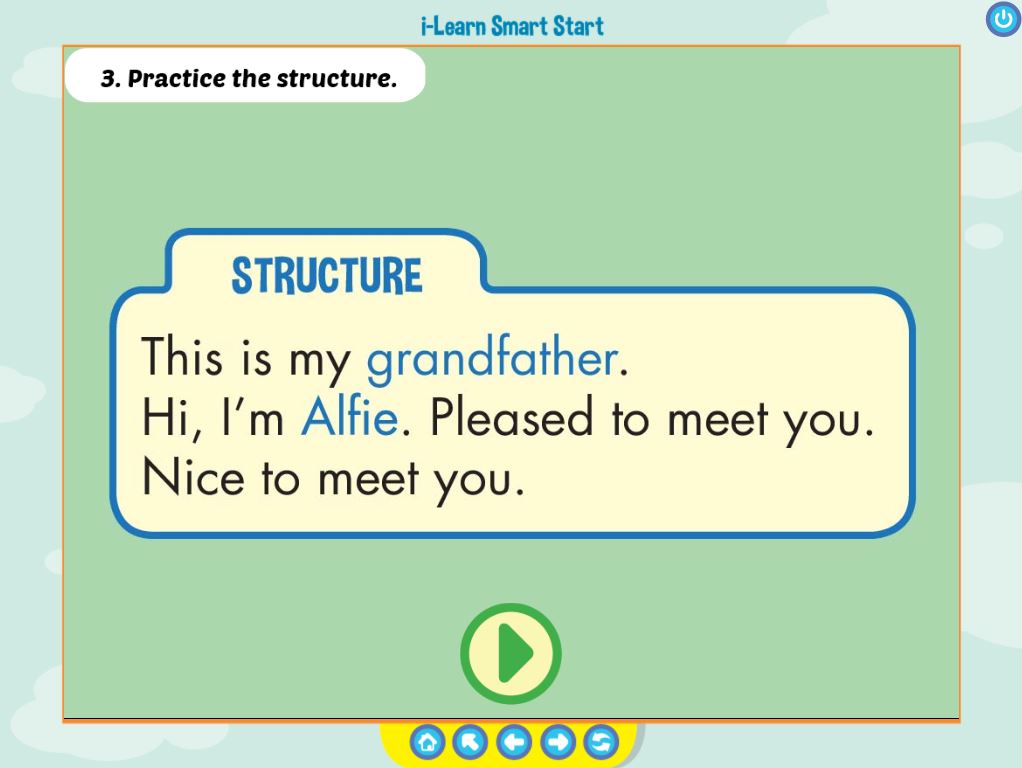 i-Learn Smart Start
3. Practice the structure.
STRUCTURE
This is my grandfather.
Hi, I'm Alfie. Pleased to meet you.
Nice to meet you.